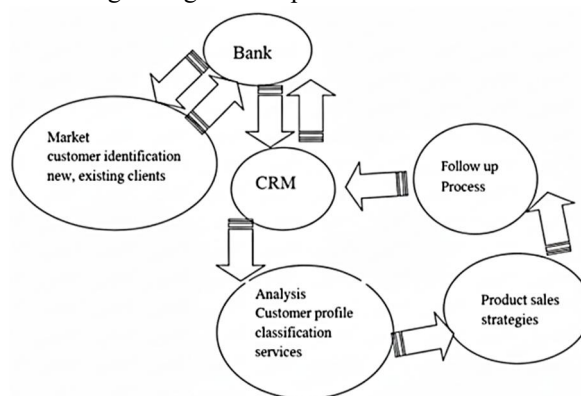 Bank
Market
customer identification
new, existing clients
CRM
Follow up
Process
Analysis
Customer profile
classification
services
Product sales
strategies